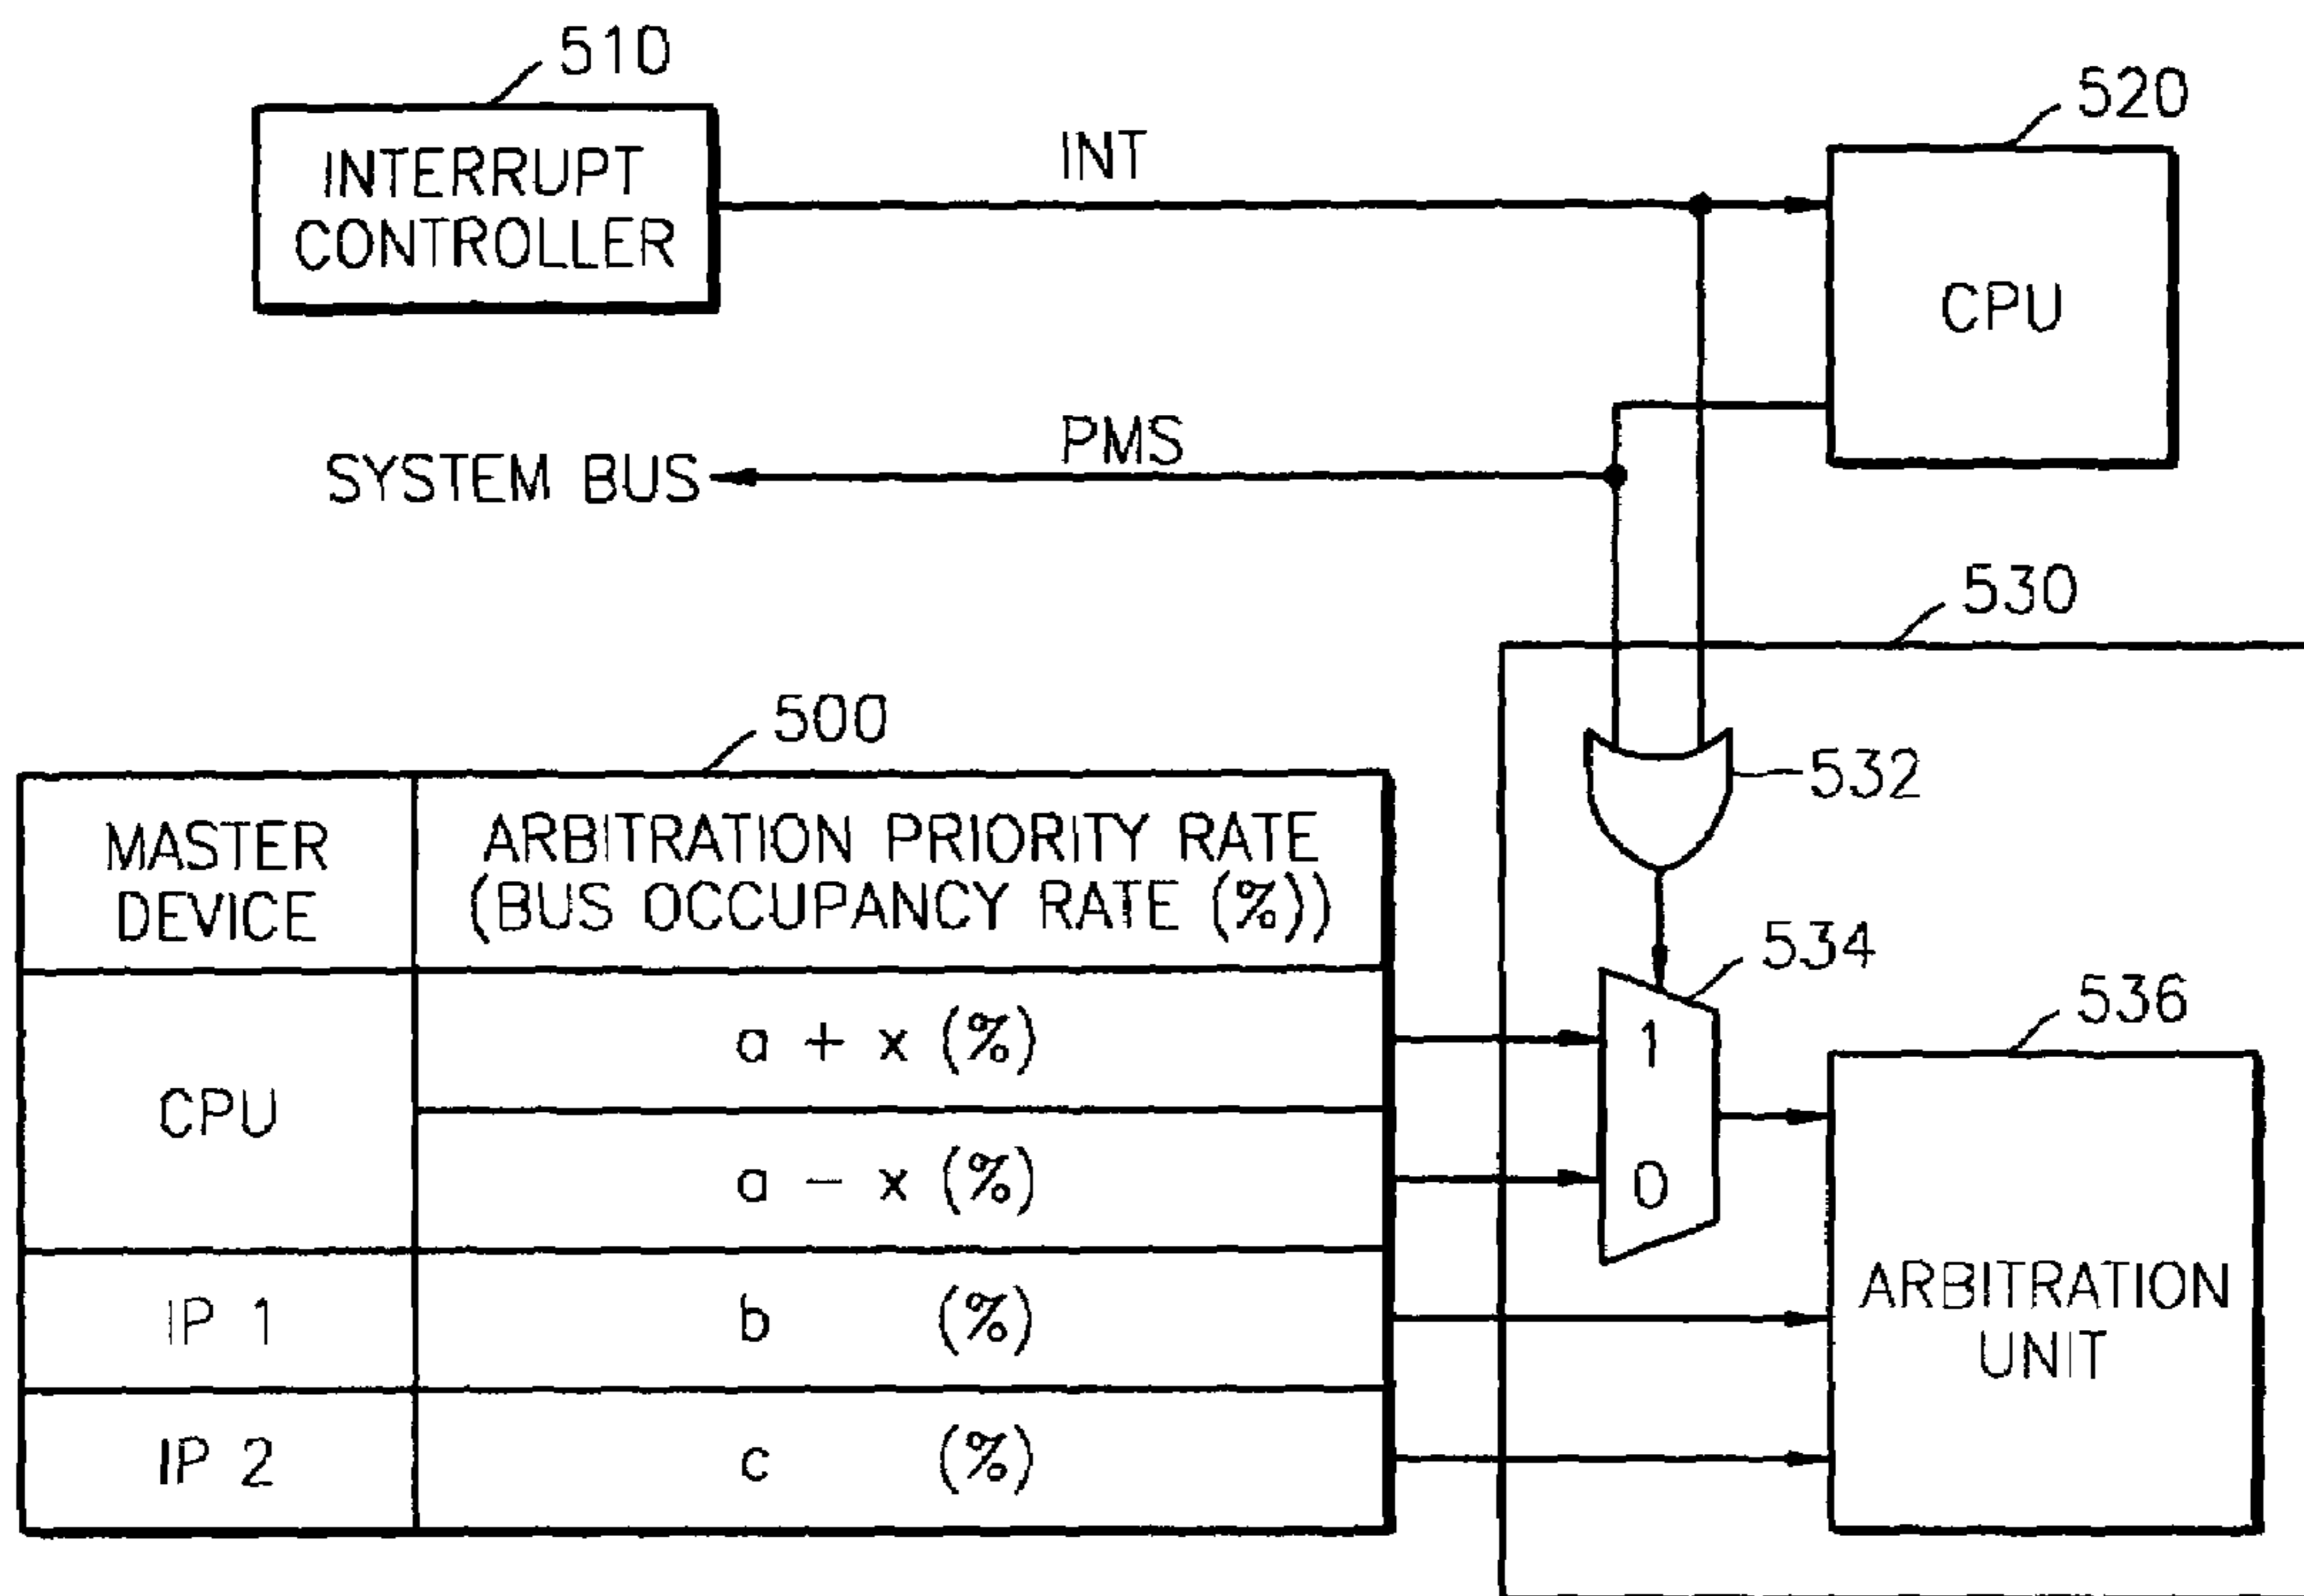 510
INTERRUPT
CONTROLLER
INT
520
CPU
PMS
SYSTEM BUS
530
500
532
MASTER
DEVICE
ARBITRATION PRIORITY RATE
(BUS OCCUPANCY RATE (%))
534
536
CPU
a + x (%)
a - x (%)
1
0
IP 1
b (%)
IP 2
c (%)
ARBITRATION
UNIT